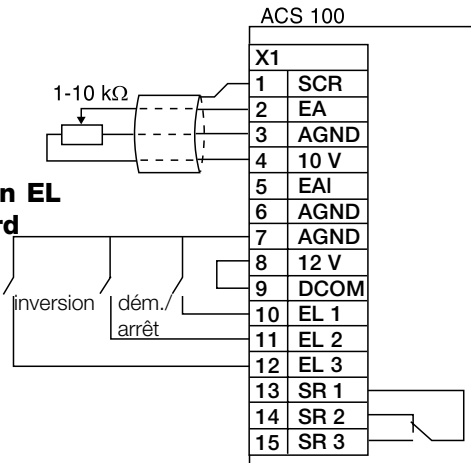 ACS 100
X1
1 SCR
2 EA
3 AGND
4 10 V
5 EAI
6 AGND
7 AGND
8 12 V
9 DCOM
10 EL 1
11 EL 2
12 EL 3
13 SR 1
14 SR 2
15 SR 3
1-10 kΩ
n EL
rd
inversion
dém./
arrêt